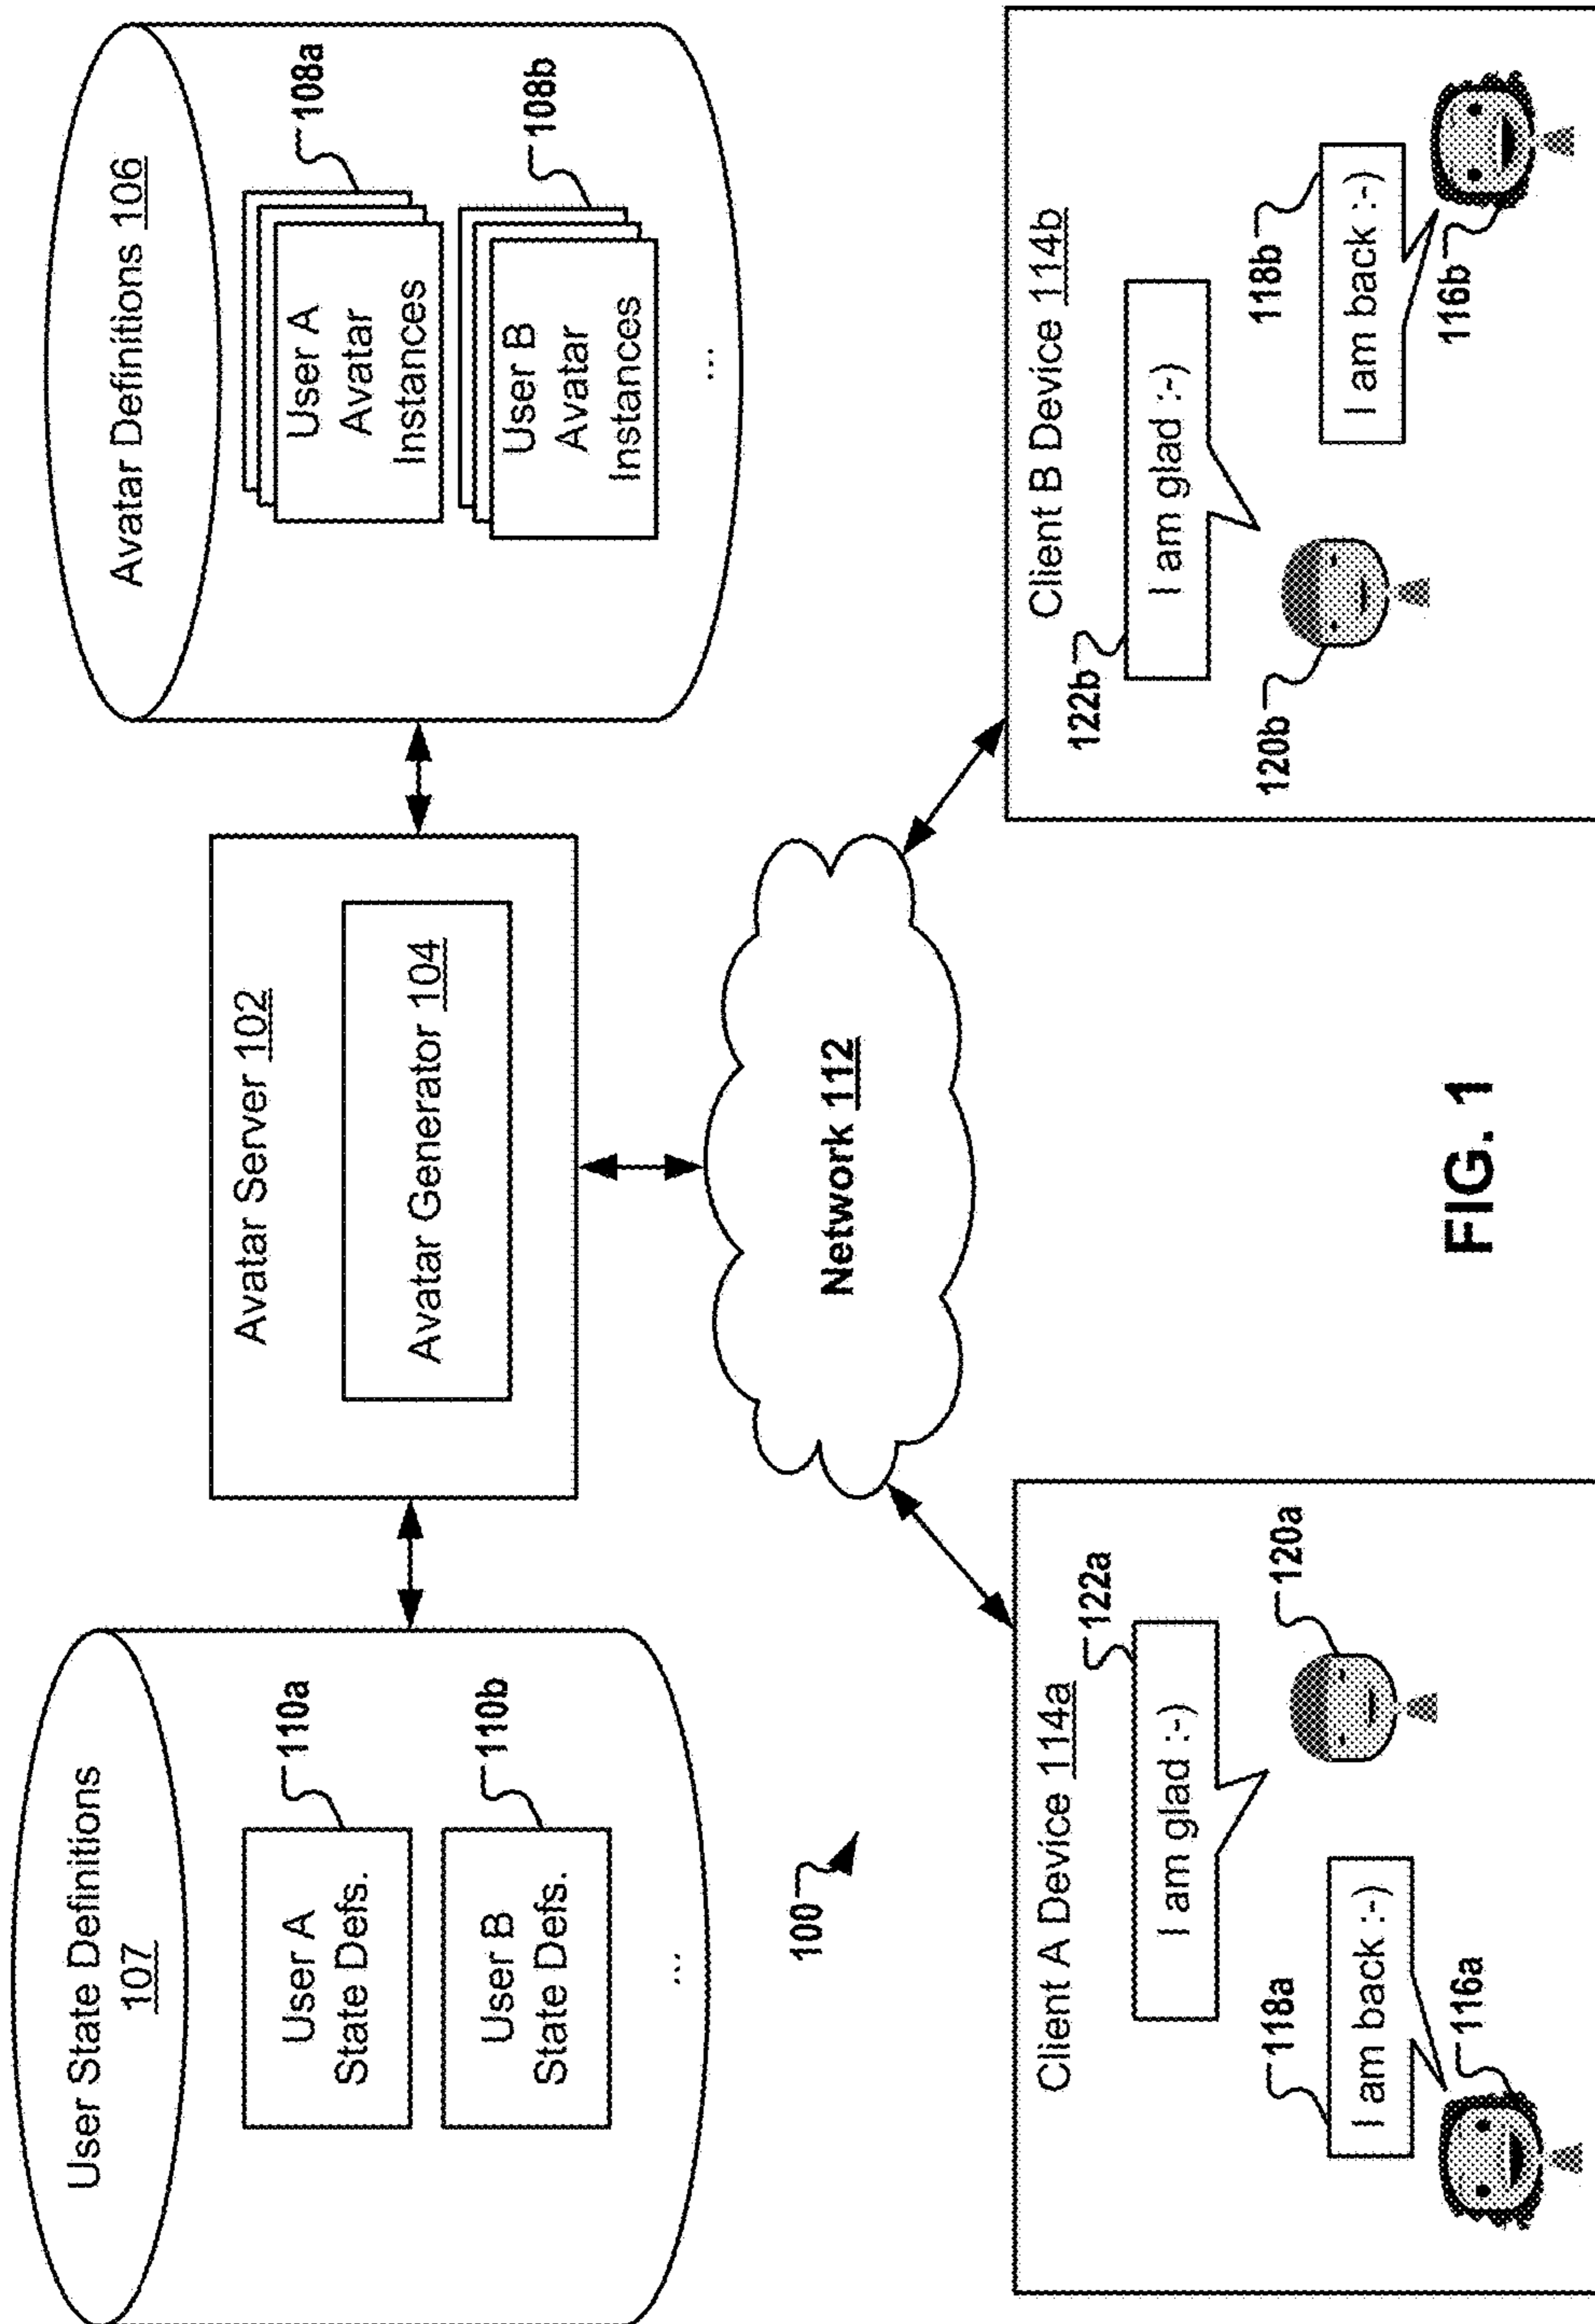 User State Definitions
107
User A
State Defs.
110a
User B
State Defs.
110b
...
Avatar Server 102
Avatar Generator 104
Avatar Definitions 106
User A
Avatar
Instances
108a
User B
Avatar
Instances
108b
...
100
Network 112
Client A Device 114a
122a
I am glad :-)
120a
118a
I am back :-)
116a
Client B Device 114b
122b
I am glad :-)
120b
118b
I am back :-)
116b
FIG. 1